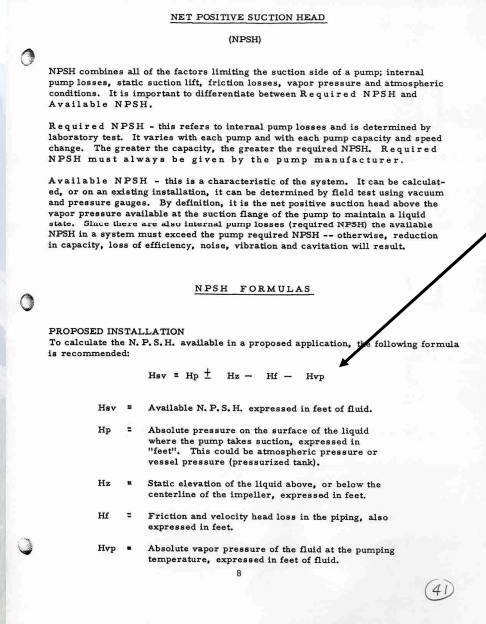 NET POSITIVE SUCTION HEAD
(NPSH)
NPSH combines all of the factors limiting the suction side of a pump; internal
pump losses, static suction lift, friction losses, vapor pressure and atmospheric
conditions. It is important to differentiate between Required NPSH and
Available NPSH.
Required NPSH - this refers to internal pump losses and is determined by
laboratory test. It varies with each pump and with each pump capacity and speed
change. The greater the capacity, the greater the required NPSH. Required
NPSH must always be given by the pump manufacturer.
Available NPSH - this is a characteristic of the system. It can be calculat-
ed, or on an existing installation, it can be determined by field test using vacuum
and pressure gauges. By definition, it is the net positive suction head above the
vapor pressure available at the suction flange of the pump to maintain a liquid
state. Since there are also internal pump losses (required NPSH) the available
NPSH in a system must exceed the pump required NPSH -- otherwise, reduction
in capacity, loss of efficiency, noise, vibration and cavitation will result.
NPSH FORMULAS
PROPOSED INSTALLATION
To calculate the N. P. S. H. available in a proposed application, the following formula
is recommended:
Hsv = Hp ± Hz - Hf - Hvp
Hsv = Available N. P. S. H. expressed in feet of fluid.
Hp = Absolute pressure on the surface of the liquid
where the pump takes suction, expressed in
"feet". This could be atmospheric pressure or
vessel pressure (pressurized tank).
Hz = Static elevation of the liquid above, or below the
centerline of the impeller, expressed in feet.
Hf = Friction and velocity head loss in the piping, also
expressed in feet.
Hvp = Absolute vapor pressure of the fluid at the pumping
temperature, expressed in feet of fluid.
8
41